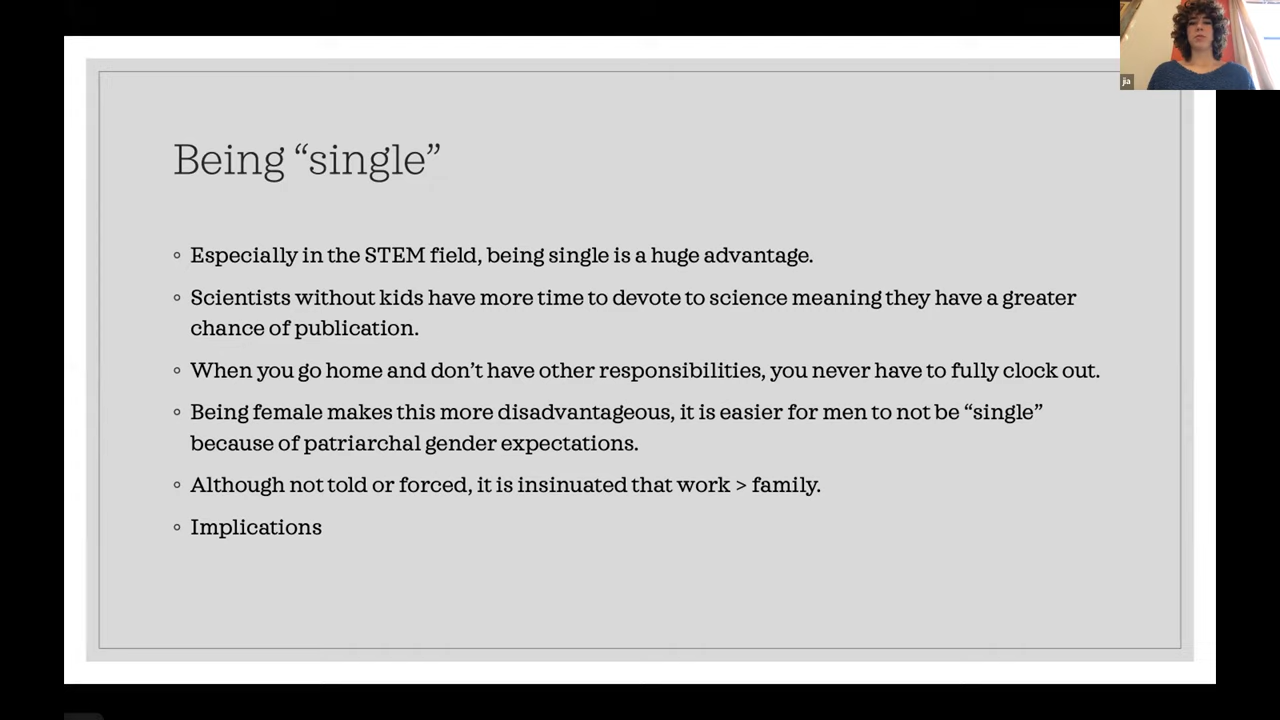 Being “single”
◦ Especially in the STEM field, being single is a huge advantage.
◦ Scientists without kids have more time to devote to science meaning they have a greater
chance of publication.
◦ When you go home and don’t have other responsibilities, you never have to fully clock out.
◦ Being female makes this more disadvantageous, it is easier for men to not be “single”
because of patriarchal gender expectations.
◦ Although not told or forced, it is insinuated that work > family.
◦ Implications
jia